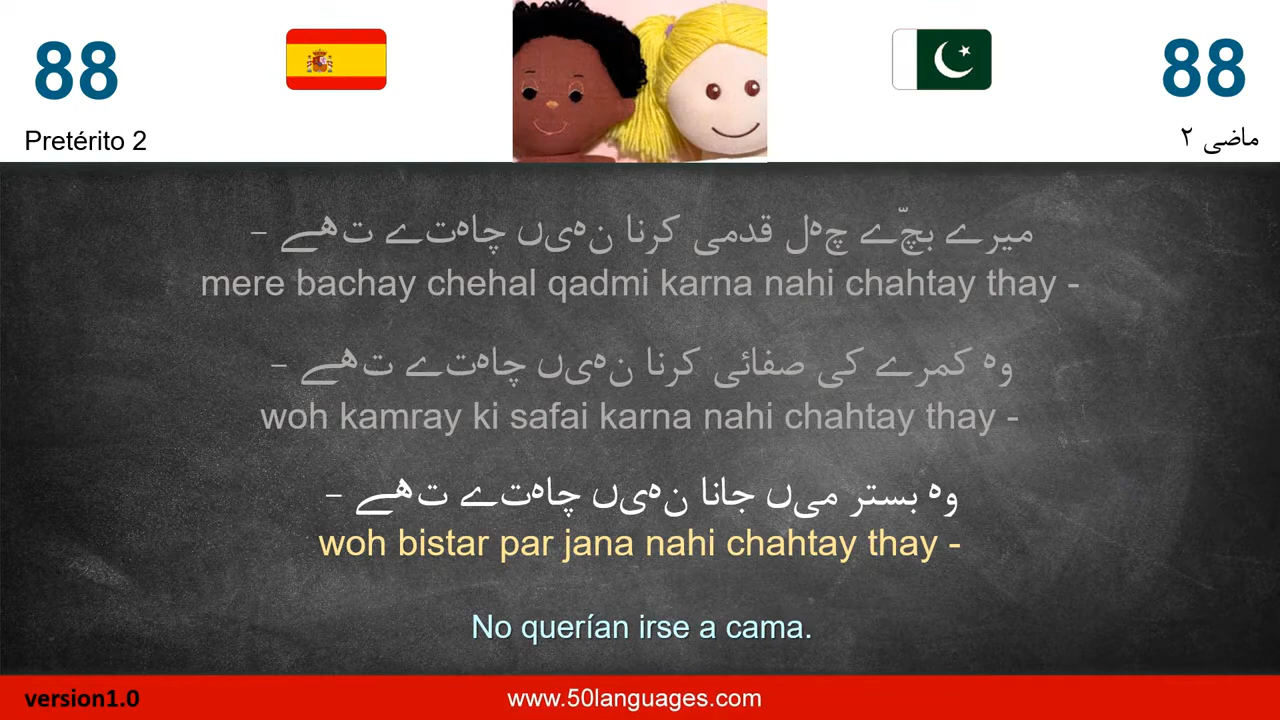 88
88
Pretérito 2
ماضی ۲
میرے بچّے چہل قدمی کرنا نہیں چاہتے تھے –
mere bachay chehal qadmi karna nahi chahtay thay -
وہ کمرے کی صفائی کرنا نہیں چاہتے تھے –
woh kamray ki safai karna nahi chahtay thay -
وہ بستر میں جانا نہیں چاہتے تھے –
woh bistar par jana nahi chahtay thay -
No querían irse a cama.
version1.0
www.50languages.com